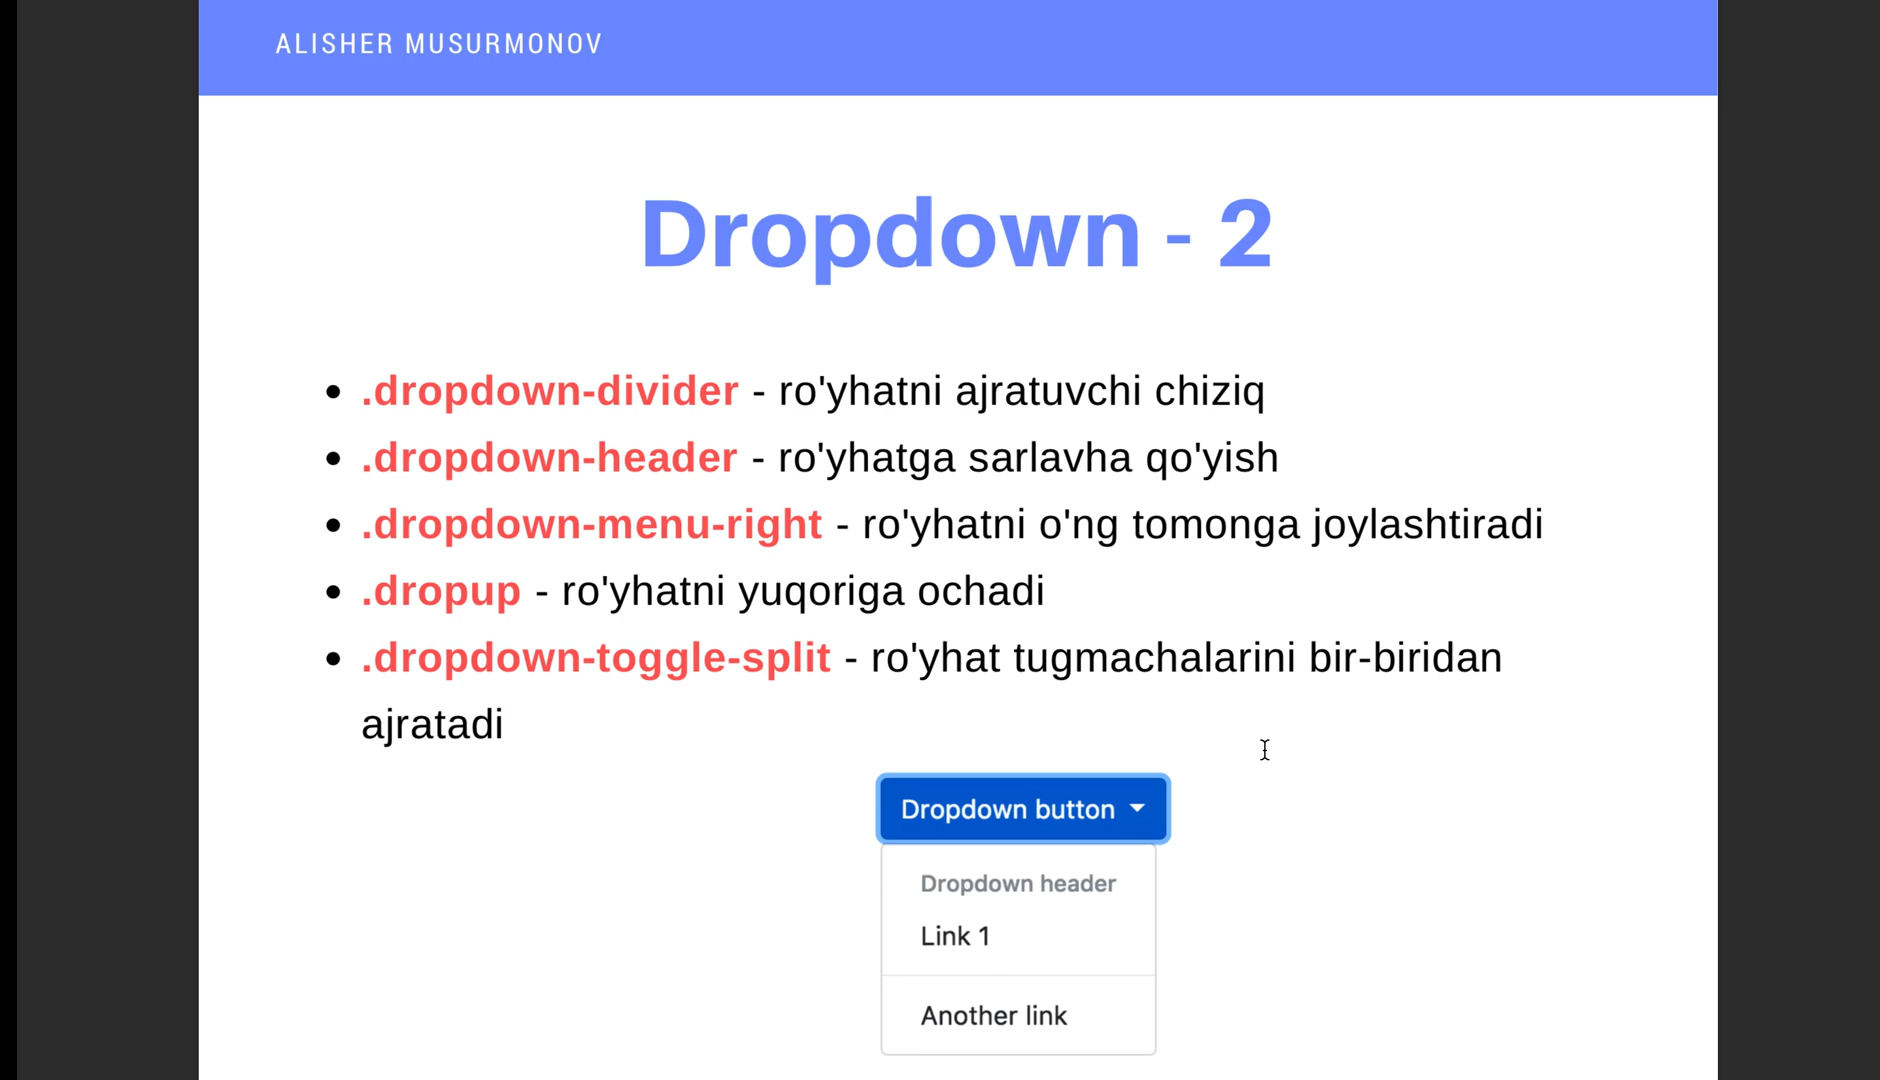 ALISHER MUSURMONOV
Dropdown - 2
.dropdown-divider - ro'yhatni ajratuvchi chiziq
.dropdown-header - ro'yhatga sarlavha qo'yish
.dropdown-menu-right - ro'yhatni o'ng tomonga joylashtiradi
.dropup - ro'yhatni yuqoriga ochadi
.dropdown-toggle-split - ro'yhat tugmachalarini bir-biridan
ajratadi
Dropdown button
Dropdown header
Link 1
Another link